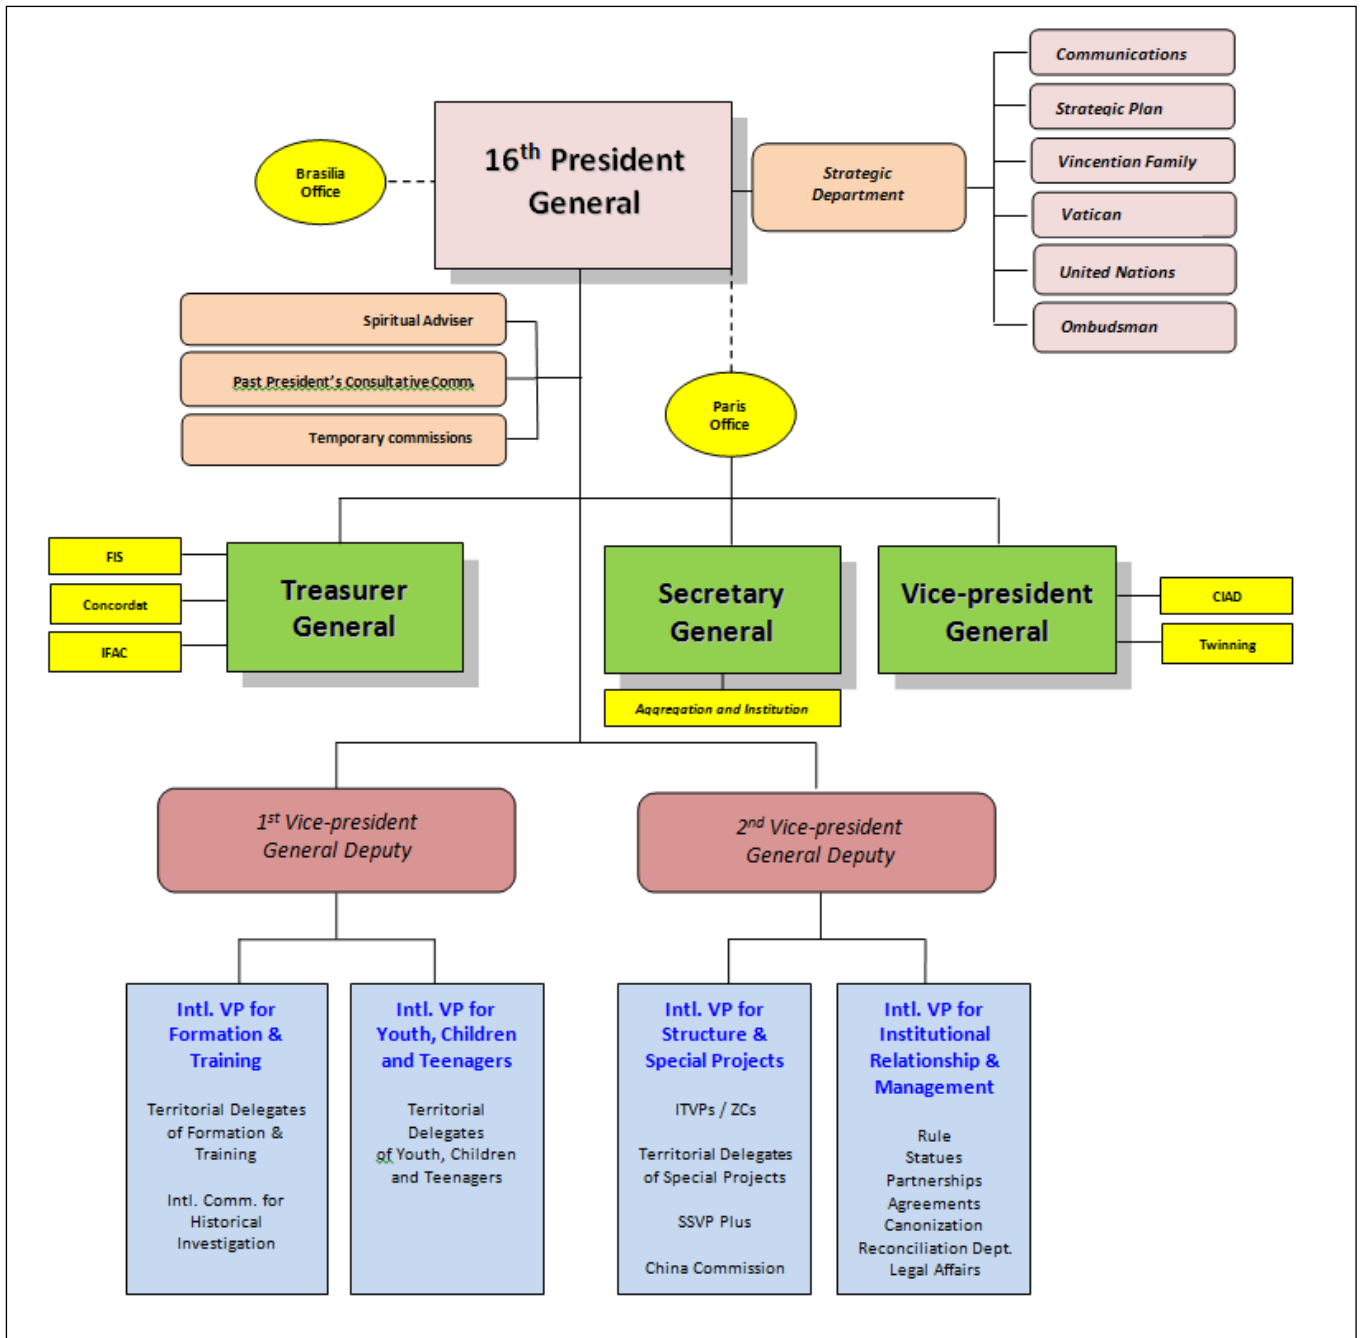 Communications
Strategic Plan
Vincentian Family
Vatican
United Nations
Ombudsman
16th President
General
Strategic
Department
Brasilia
Office
Spiritual Adviser
Past President's Consultative Comm.
Temporary commissions
Paris
Office
FIS
Concordat
IFAC
Treasurer
General
Secretary
General
Aggregation and Institution
Vice-president
General
CIAD
Twinning
1st Vice-president
General Deputy
2nd Vice-president
General Deputy
Intl. VP for
Formation &
Training
Territorial Delegates
of Formation &
Training
Intl. Comm. for
Historical
Investigation
Intl. VP for
Youth, Children
and Teenagers
Territorial
Delegates
of Youth, Children
and Teenagers
Intl. VP for
Structure &
Special Projects
ITVPs / ZCs
Territorial Delegates
of Special Projects
SSVP Plus
China Commission
Intl. VP for
Institutional
Relationship &
Management
Rule
Statues
Partnerships
Agreements
Canonization
Reconciliation Dept.
Legal Affairs